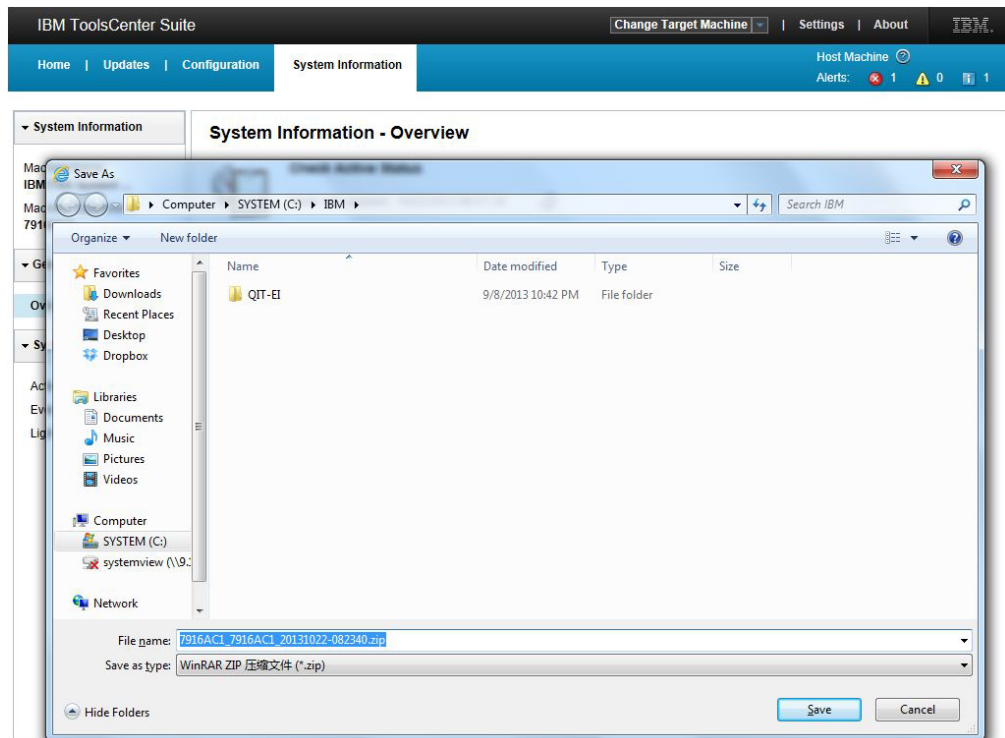 IBM ToolsCenter Suite
Change Target Machine | Settings | About IBM.
Home | Updates | Configuration System Information
Host Machine ?
Alerts: 1 0 1
System Information
System Information - Overview
Save As
IBM
7916
Computer SYSTEM (C:) IBM
Search IBM
Organize New folder
Name Date modified Type Size
QIT-EI 9/8/2013 10:42 PM File folder
Favorites
Downloads
Recent Places
Desktop
Dropbox
Libraries
Documents
Music
Pictures
Videos
Computer
SYSTEM (C:)
systemview (\\9.
Network
File name: 7916AC1_7916AC1_20131022-082340.zip
Save as type: WinRAR ZIP 压缩文件 (*.zip)
Hide Folders
Save Cancel